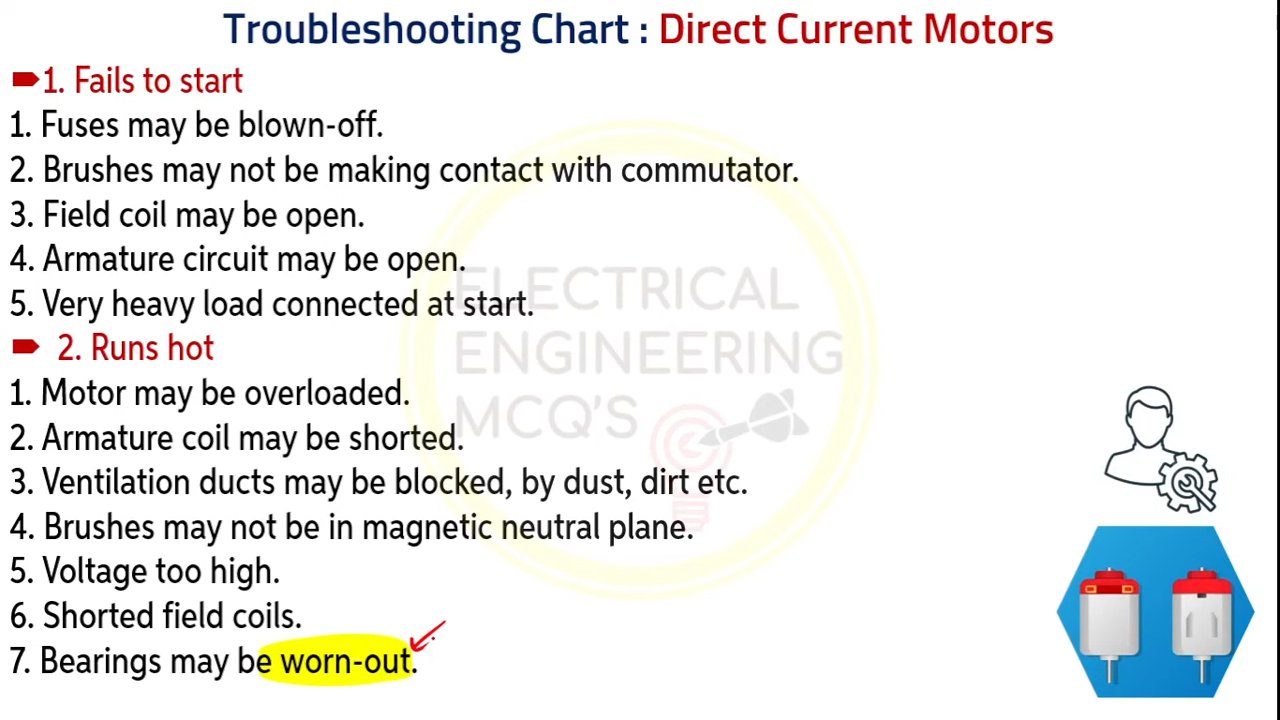 Troubleshooting Chart : Direct Current Motors
1. Fails to start
1. Fuses may be blown-off.
2. Brushes may not be making contact with commutator.
3. Field coil may be open.
4. Armature circuit may be open.
5. Very heavy load connected at start.
2. Runs hot
1. Motor may be overloaded.
2. Armature coil may be shorted.
3. Ventilation ducts may be blocked, by dust, dirt etc.
4. Brushes may not be in magnetic neutral plane.
5. Voltage too high.
6. Shorted field coils.
7. Bearings may be worn-out.
ELECTRICAL
ENGINEERING
MCQ'S